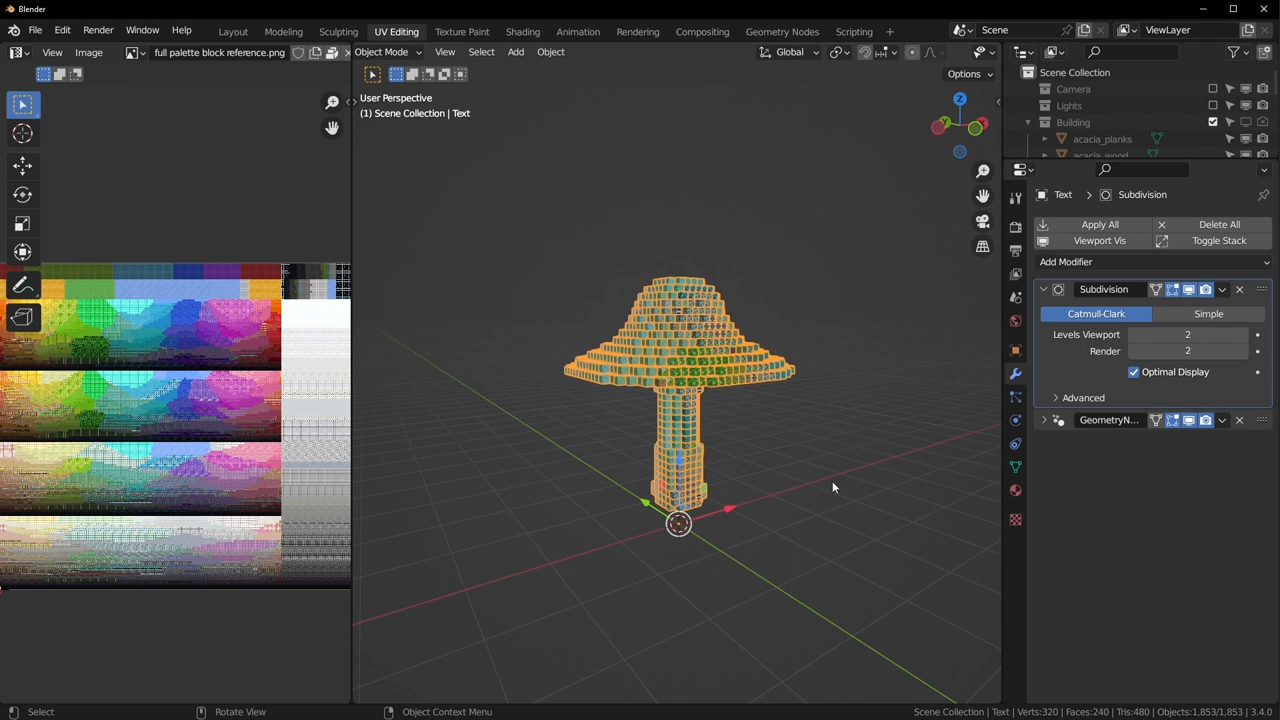 Blender
File Edit Render Window Help Layout Modeling Sculpting UV Editing Texture Paint Shading Animation Rendering Compositing Geometry Nodes Scripting + Scene ViewLayer
View Image full palette block reference.png Object Mode View Select Add Object Global
Options
User Perspective
(1) Scene Collection | Text
Z
Y
Scene Collection
Camera
Lights
Building
acacia_planks
acacia_wood
Text > Subdivision
Apply All Delete All
Viewport Vis Toggle Stack
Add Modifier
Subdivision
Catmull-Clark Simple
Levels Viewport 2
Render 2
Optimal Display
Advanced
GeometryN...
Select Rotate View Object Context Menu Scene Collection | Text | Verts:320 | Faces:240 | Tris:480 | Objects:1,853/1,853 | 3.4.0